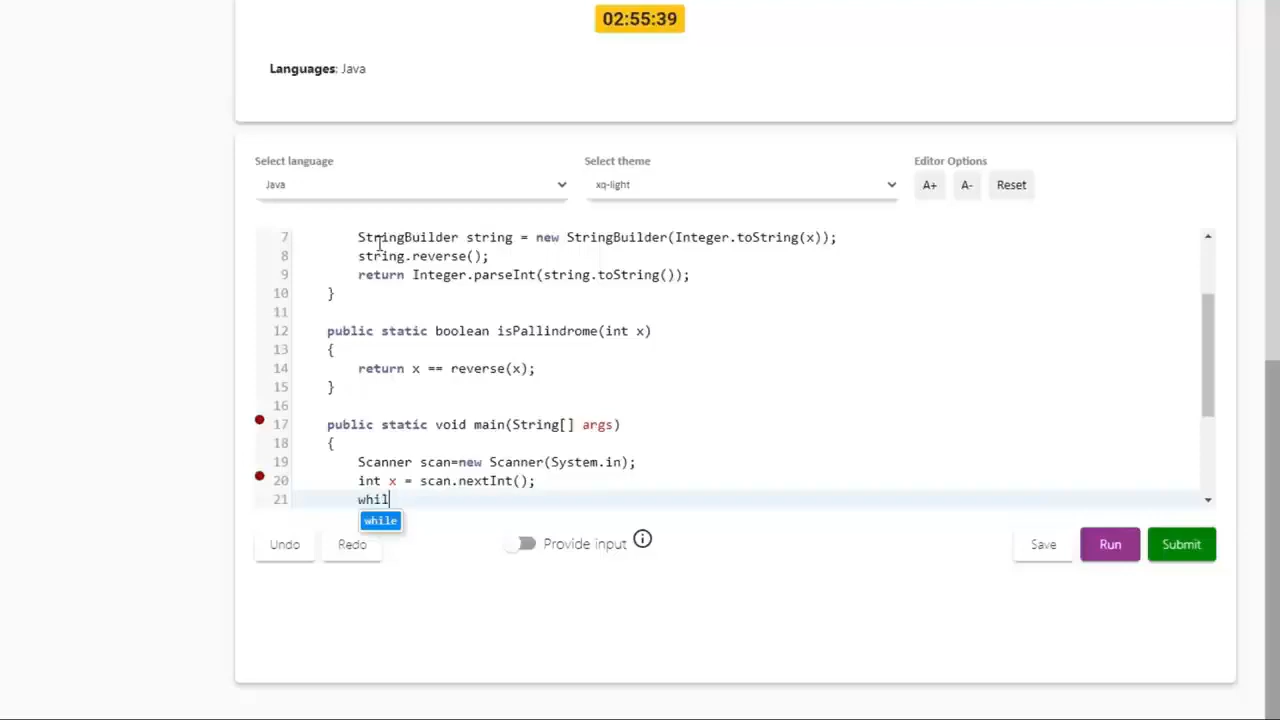 02:55:39
Languages: Java
Select language
Select theme
Editor Options
Java
xq-light
A+
A-
Reset
7 StringBuilder string = new StringBuilder(Integer.toString(x));
8 string.reverse();
9 return Integer.parseInt(string.toString());
10 }
11
12 public static boolean isPallindrome(int x)
13 {
14 return x == reverse(x);
15 }
16
17 public static void main(String[] args)
18 {
19 Scanner scan=new Scanner(System.in);
20 int x = scan.nextInt();
21 whil
while
Undo
Redo
Provide input
Save
Run
Submit